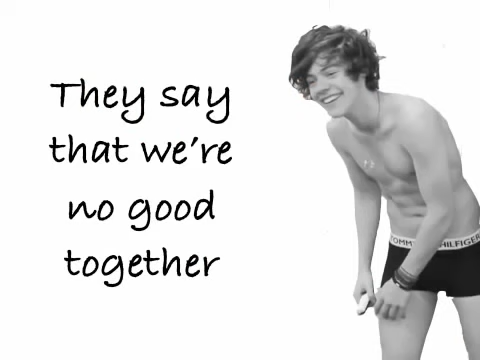 They say
that we're
no good
together
TOMMY HILFIGER